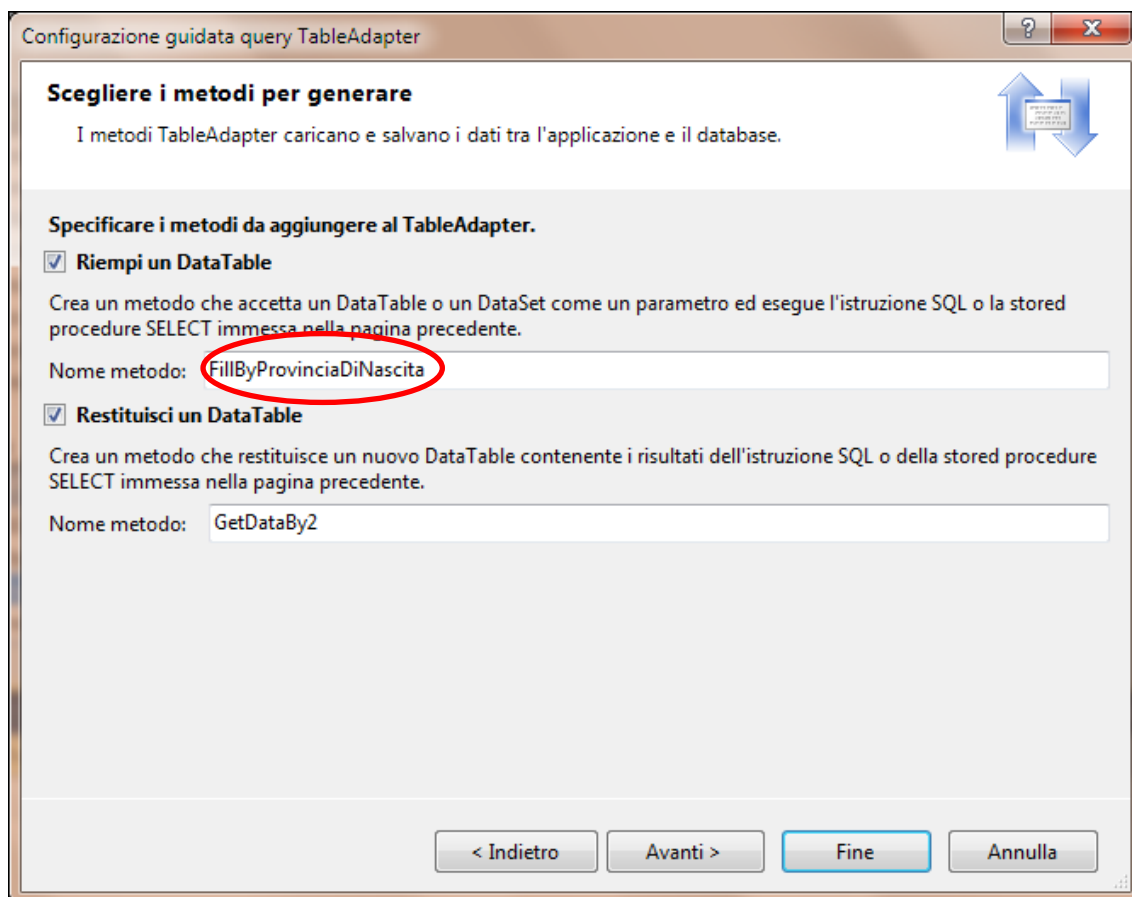 Configurazione guidata query TableAdapter
Scegliere i metodi per generare
I metodi TableAdapter caricano e salvano i dati tra l'applicazione e il database.
Specificare i metodi da aggiungere al TableAdapter.
Riempi un DataTable
Crea un metodo che accetta un DataTable o un DataSet come un parametro ed esegue l'istruzione SQL o la stored
procedure SELECT immessa nella pagina precedente.
Nome metodo: FillByProvinciaDiNascita
Restituisci un DataTable
Crea un metodo che restituisce un nuovo DataTable contenente i risultati dell'istruzione SQL o della stored procedure
SELECT immessa nella pagina precedente.
Nome metodo: GetDataBy2
< Indietro Avanti > Fine Annulla